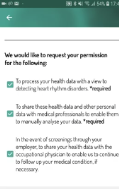 54% 17:4
We would like to request your permission
for the following:
To process your health data with a view to
detecting heart rhythm disorders. *required
To share these health data and other personal
data with medical professionals to enable them
to manually analyse your data. *required
In the event of screenings through your
employer, to share your health data with the
occupational physician to enable us to continue
to follow up your medical condition, if
necessary